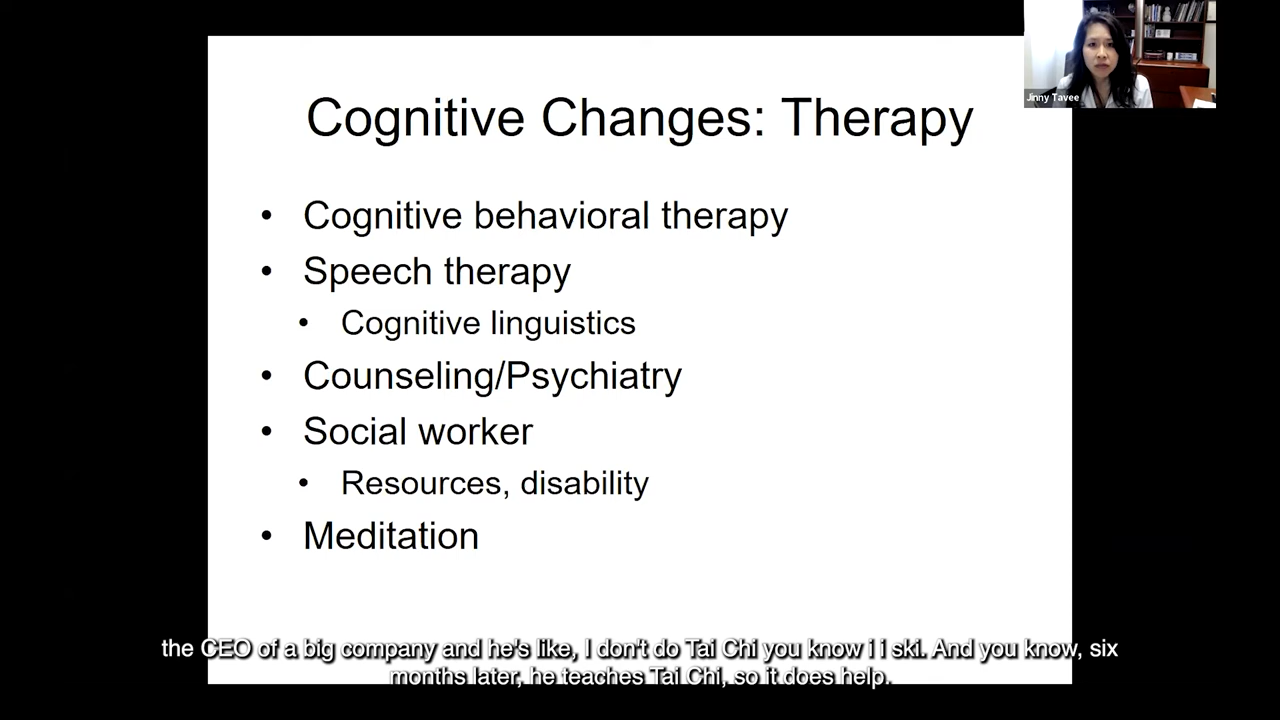 Jinny Tavee
Cognitive Changes: Therapy
• Cognitive behavioral therapy
• Speech therapy
• Cognitive linguistics
• Counseling/Psychiatry
• Social worker
• Resources, disability
• Meditation
the CEO of a big company and he's like, I don't do Tai Chi you know i i ski. And you know, six
months later, he teaches Tai Chi, so it does help.